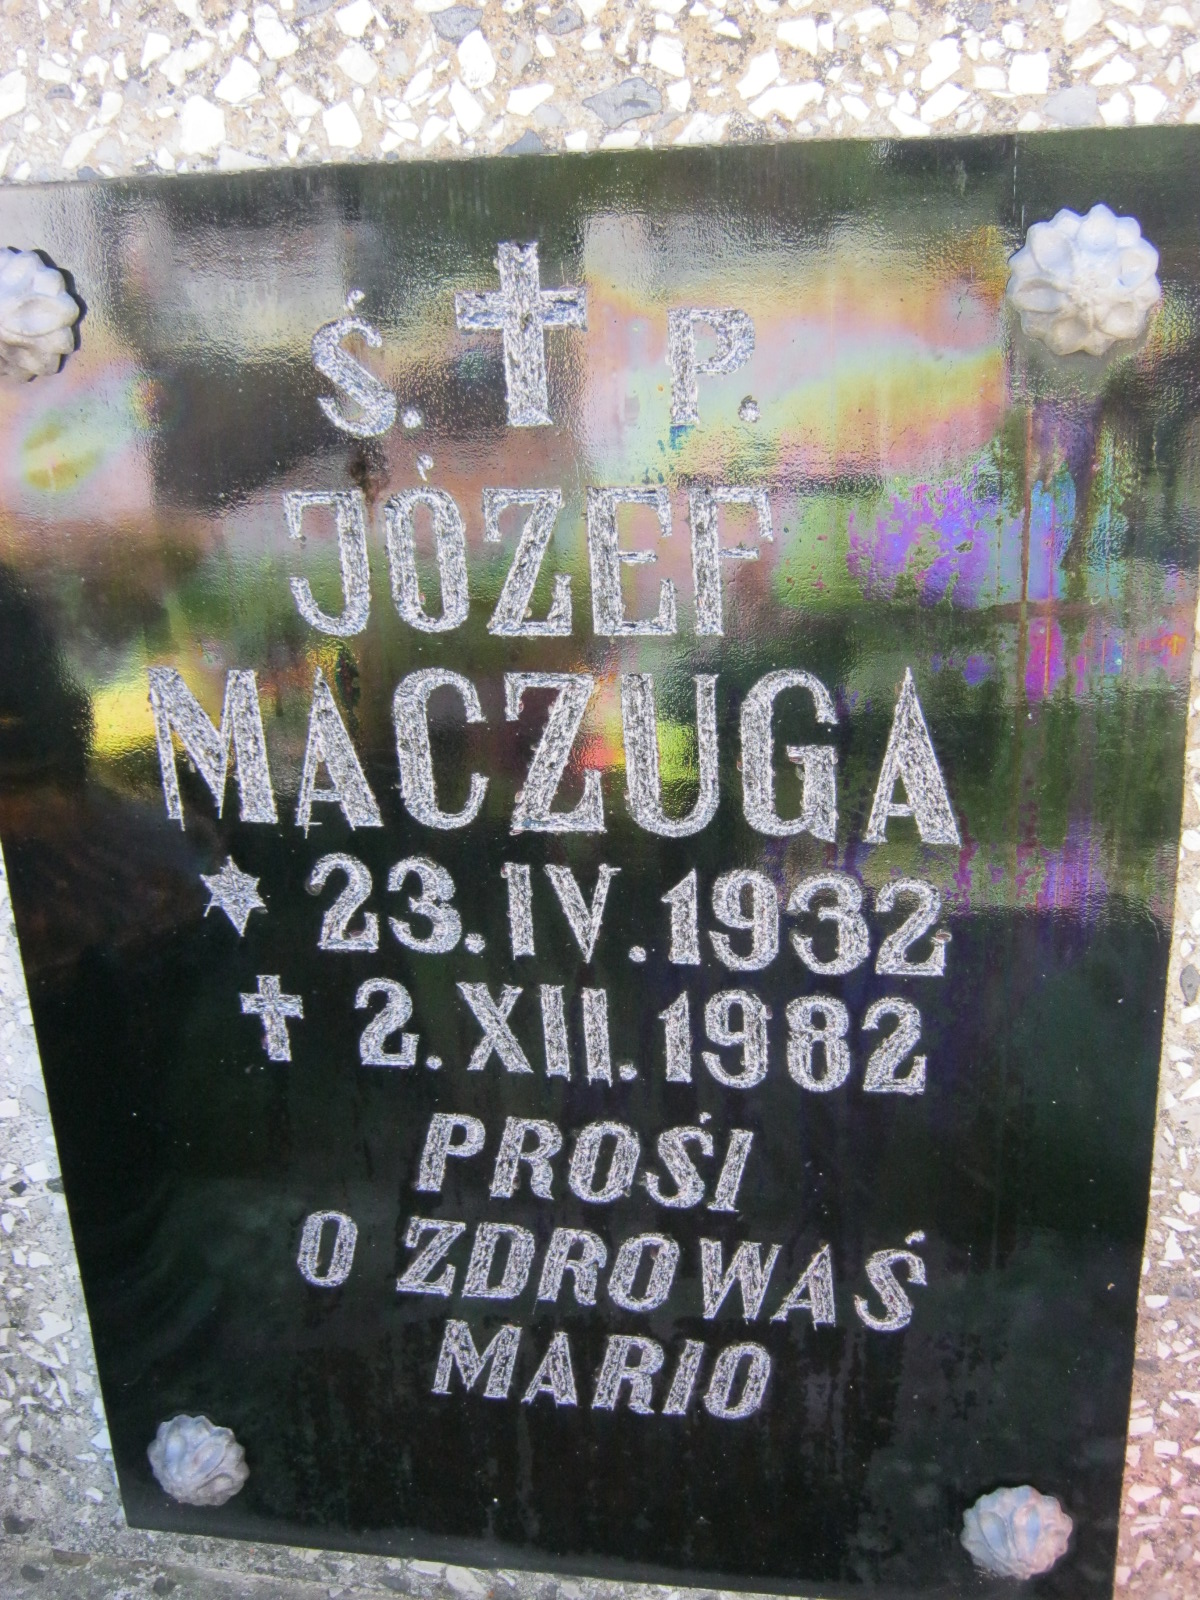 Ś. ✝ P.
JÓZEF
MACZUGA
✶ 23.IV.1932
✝ 2.XII.1982
PROSI
O ZDROWAŚ
MARIO